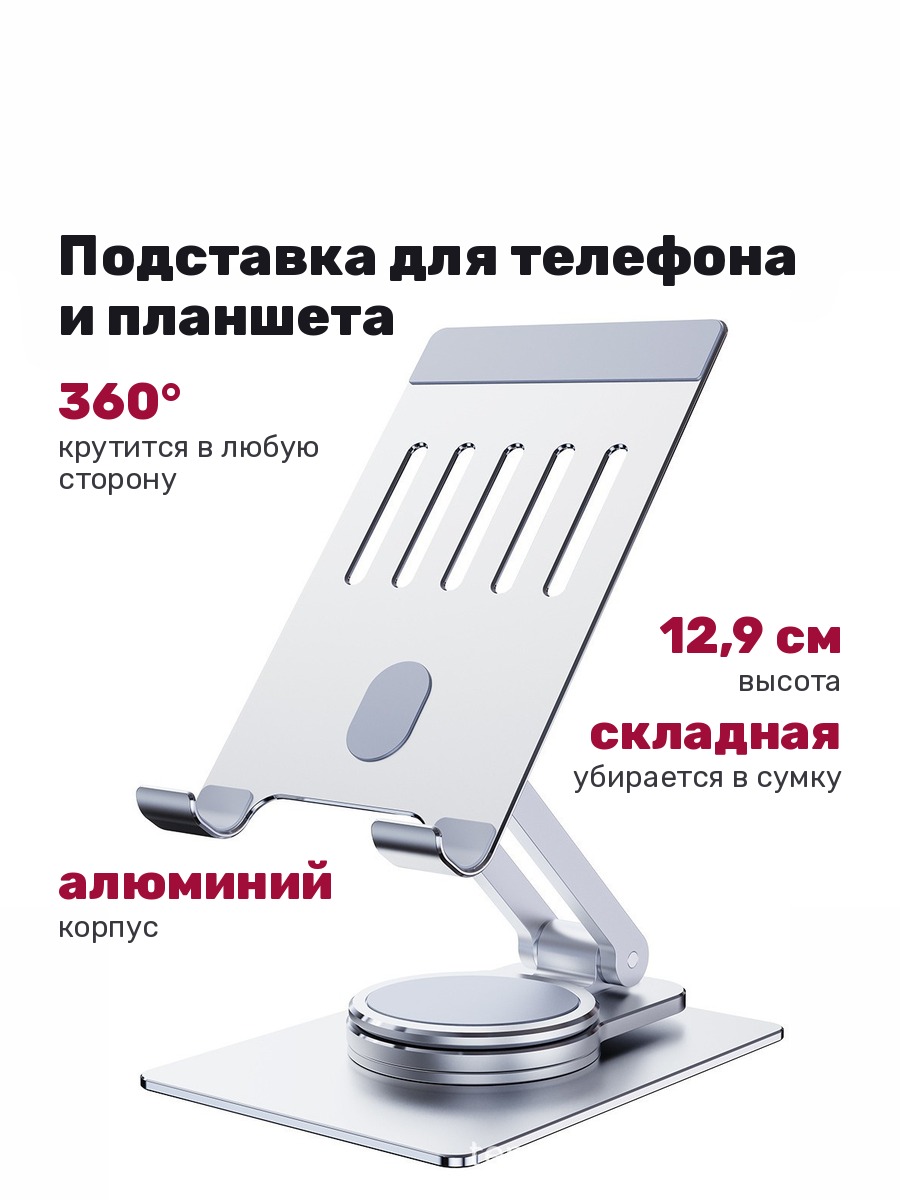 Подставка для телефона
и планшета
360°
крутится в любую
сторону
12,9 см
высота
складная
убирается в сумку
алюминий
корпус